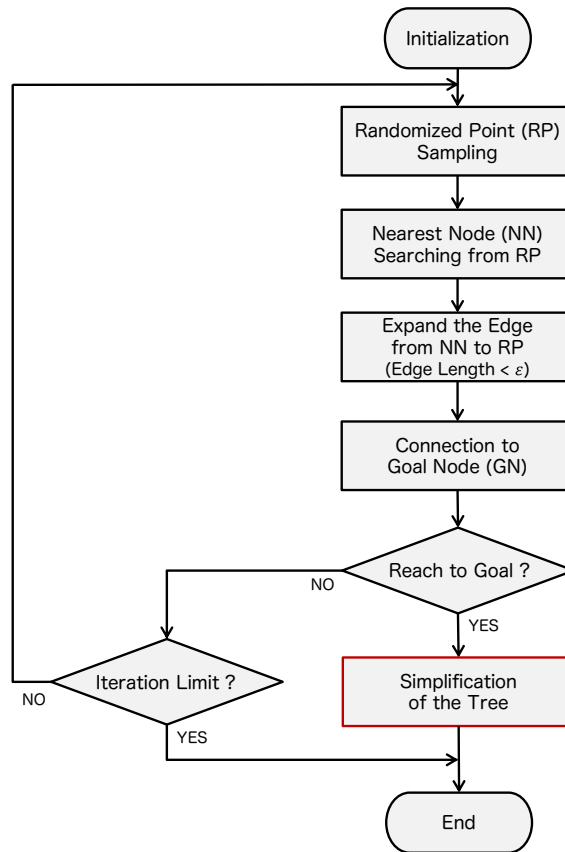 Initialization
Randomized Point (RP)
Sampling
Nearest Node (NN)
Searching from RP
Expand the Edge
from NN to RP
(Edge Length < ε)
Connection to
Goal Node (GN)
Reach to Goal ?
NO
YES
Iteration Limit ?
NO
YES
Simplification
of the Tree
End